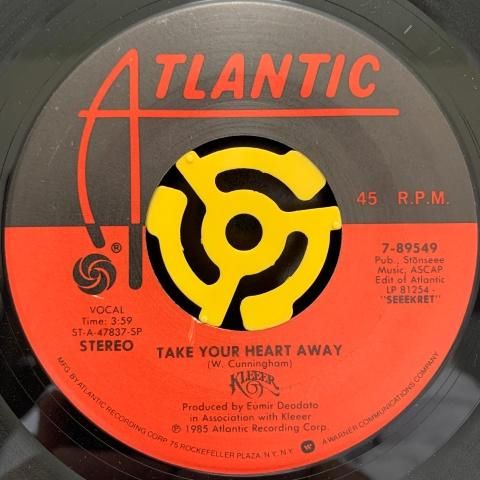 ATLANTIC
45 R.P.M.
®
VOCAL
Time: 3:59
ST-A-47837-SP
STEREO
7-89549
Pub., Stönseee
Music, ASCAP
Edit of Atlantic
LP 81254 -
"SEEEKRET"
TAKE YOUR HEART AWAY
(W. Cunningham)
KLEEER
Produced by Eumir Deodato
in Association with Kleeer
℗ 1985 Atlantic Recording Corp.
MFG. BY ATLANTIC RECORDING CORP. 75 ROCKEFELLER PLAZA, N.Y. N.Y. W A WARNER COMMUNICATIONS COMPANY